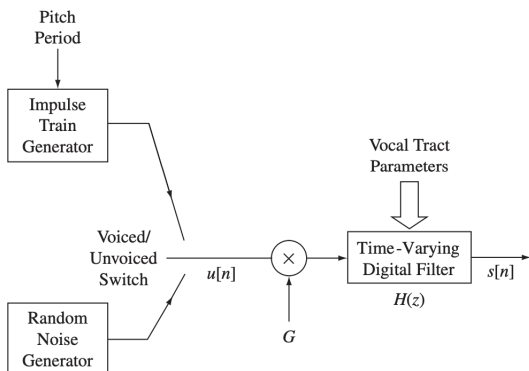 Pitch
Period
Impulse
Train
Generator
Vocal Tract
Parameters
Voiced/
Unvoiced
Switch
u[n]
×
Time-Varying
Digital Filter
s[n]
H(z)
G
Random
Noise
Generator